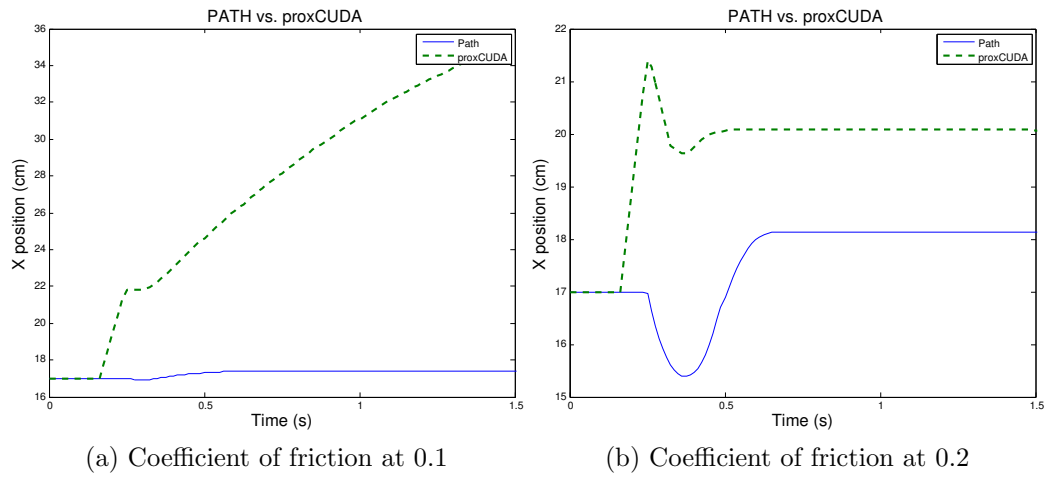 PATH vs. proxCUDA
36
34
32
30
28
26
24
22
20
18
16
X position (cm)
0
0.5
1
1.5
Time (s)
Path
proxCUDA
(a) Coefficient of friction at 0.1
PATH vs. proxCUDA
22
21
20
19
18
17
16
15
X position (cm)
0
0.5
1
1.5
Time (s)
Path
proxCUDA
(b) Coefficient of friction at 0.2